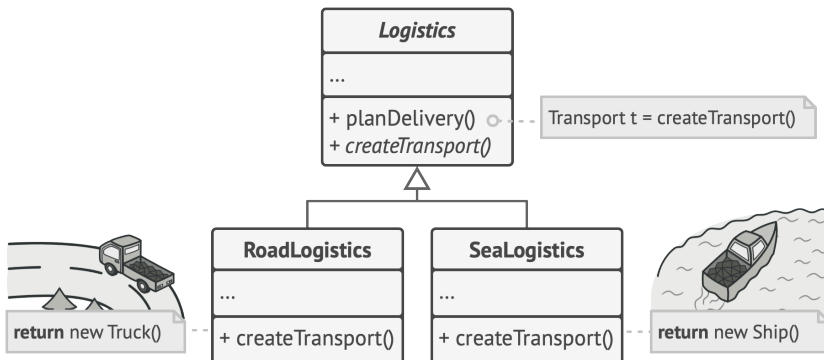 Logistics
...
+ planDelivery()
+ createTransport()
Transport t = createTransport()
RoadLogistics
...
+ createTransport()
SeaLogistics
...
+ createTransport()
return new Truck()
return new Ship()